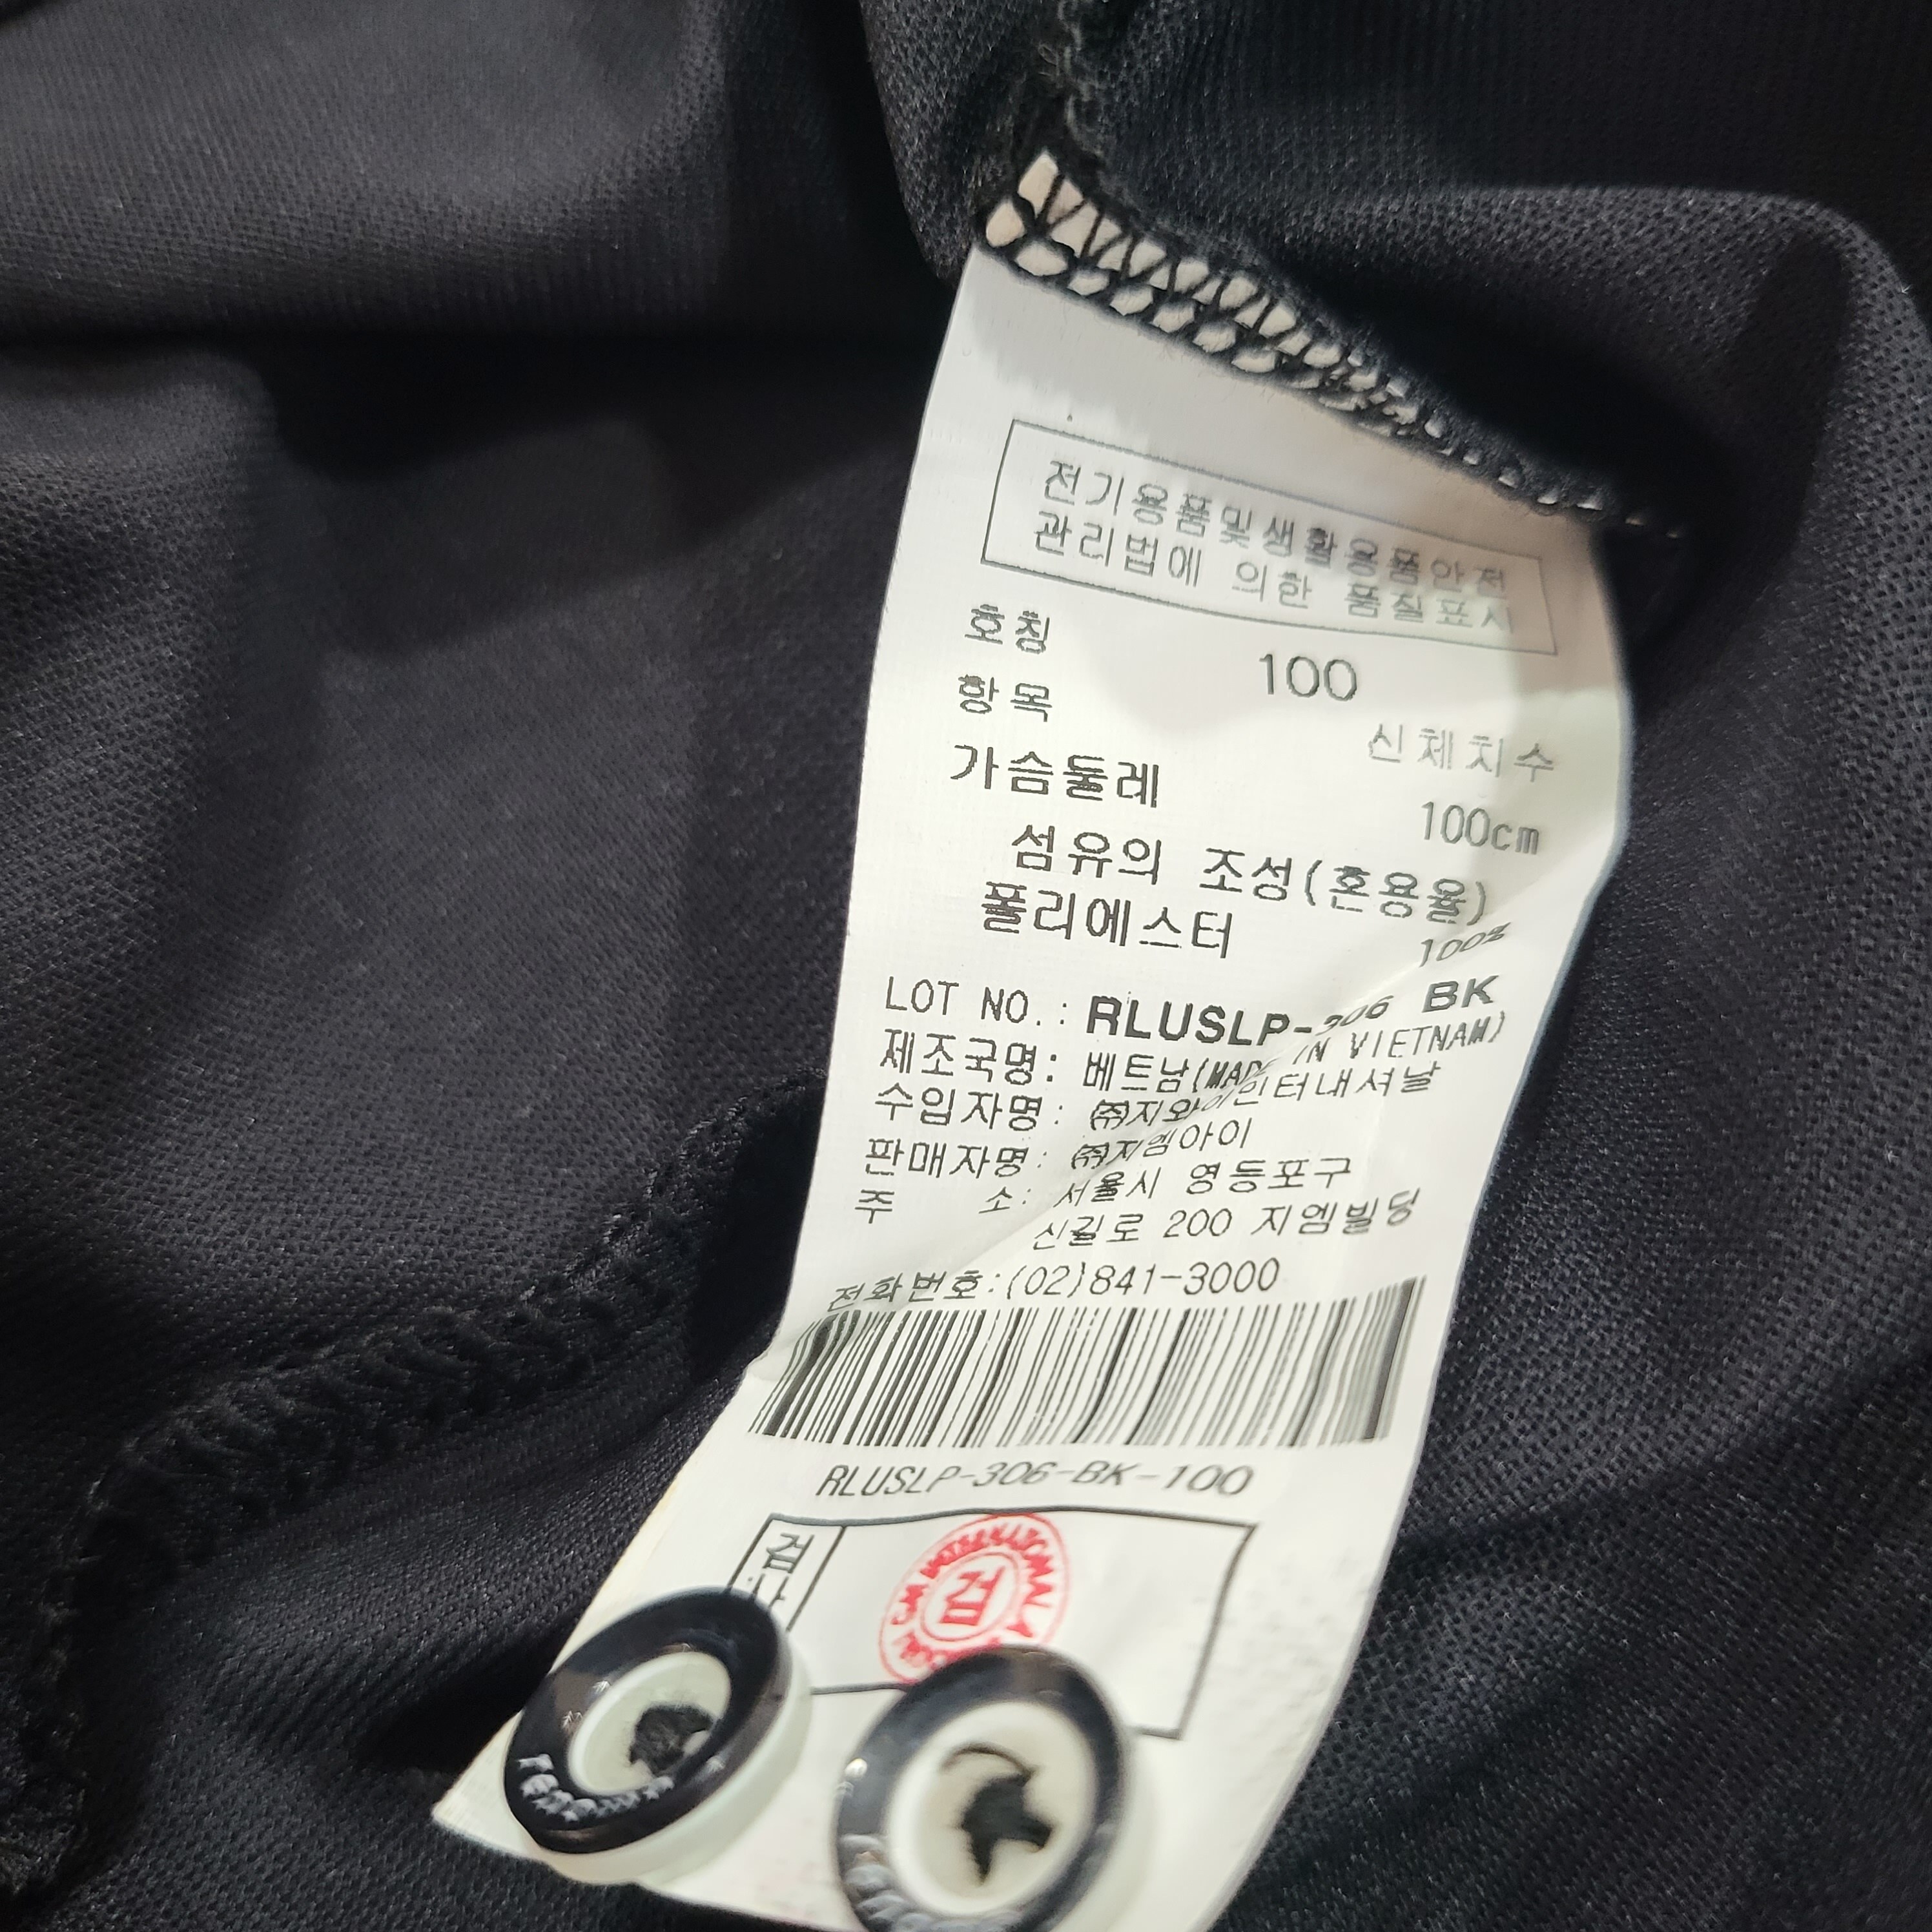 전기용품및생활용품안전
관리법에 의한 품질표시
호칭 100
항목 신체치수
가슴둘레 100cm
섬유의 조성(혼용율)
폴리에스터 100%
LOT NO.: RLUSLP-306 BK
제조국명: 베트남(MADE IN VIETNAM)
수입자명: ㈜지와이인터내셔날
판매자명: ㈜지엠아이
주 소: 서울시 영등포구
신길로 200 지엠빌딩
전화번호:(02)841-3000
RLUSLP-306-BK-100
검사
INTERNATIONAL
검